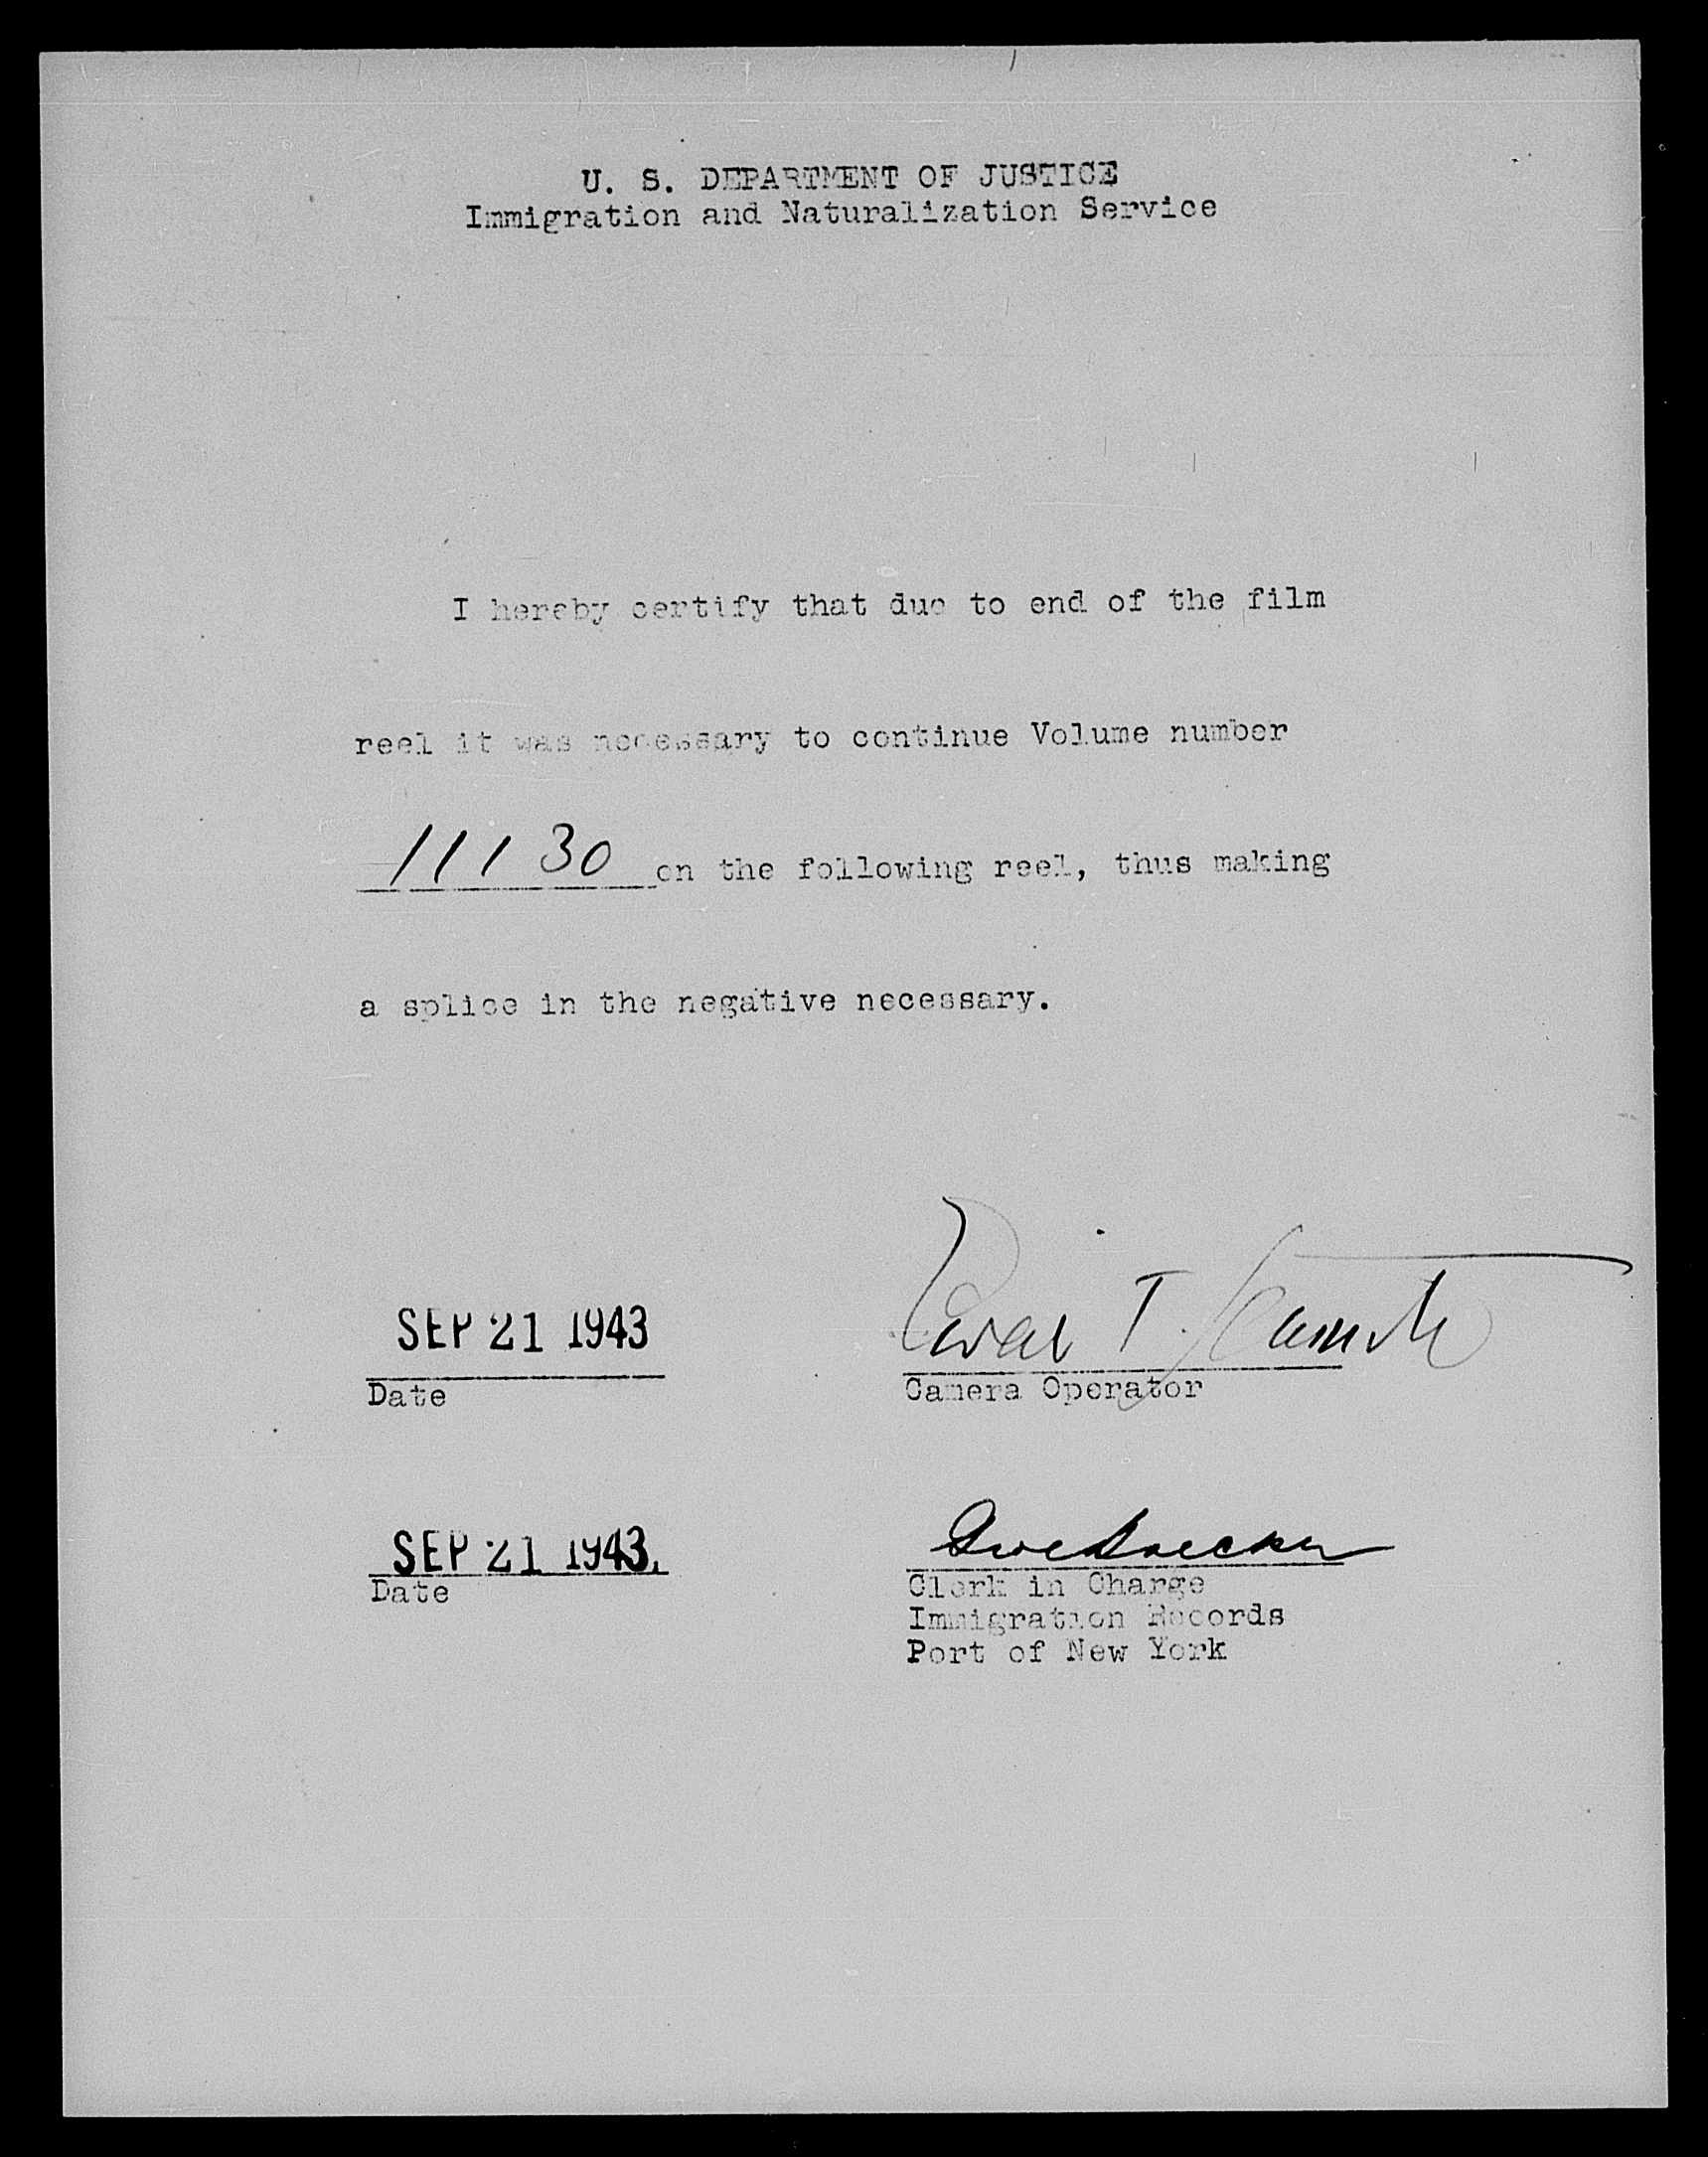 U. S. DEPARTMENT OF JUSTICE
Immigration and Naturalization Service
I hereby certify that due to end of the film
reel it was necessary to continue Volume number
11130 on the following reel, thus making
a splice in the negative necessary.
SEP 21 1943
Date
T.
Camera Operator
SEP 21 1943.
Date
Clerk in Charge
Immigration Records
Port of New York